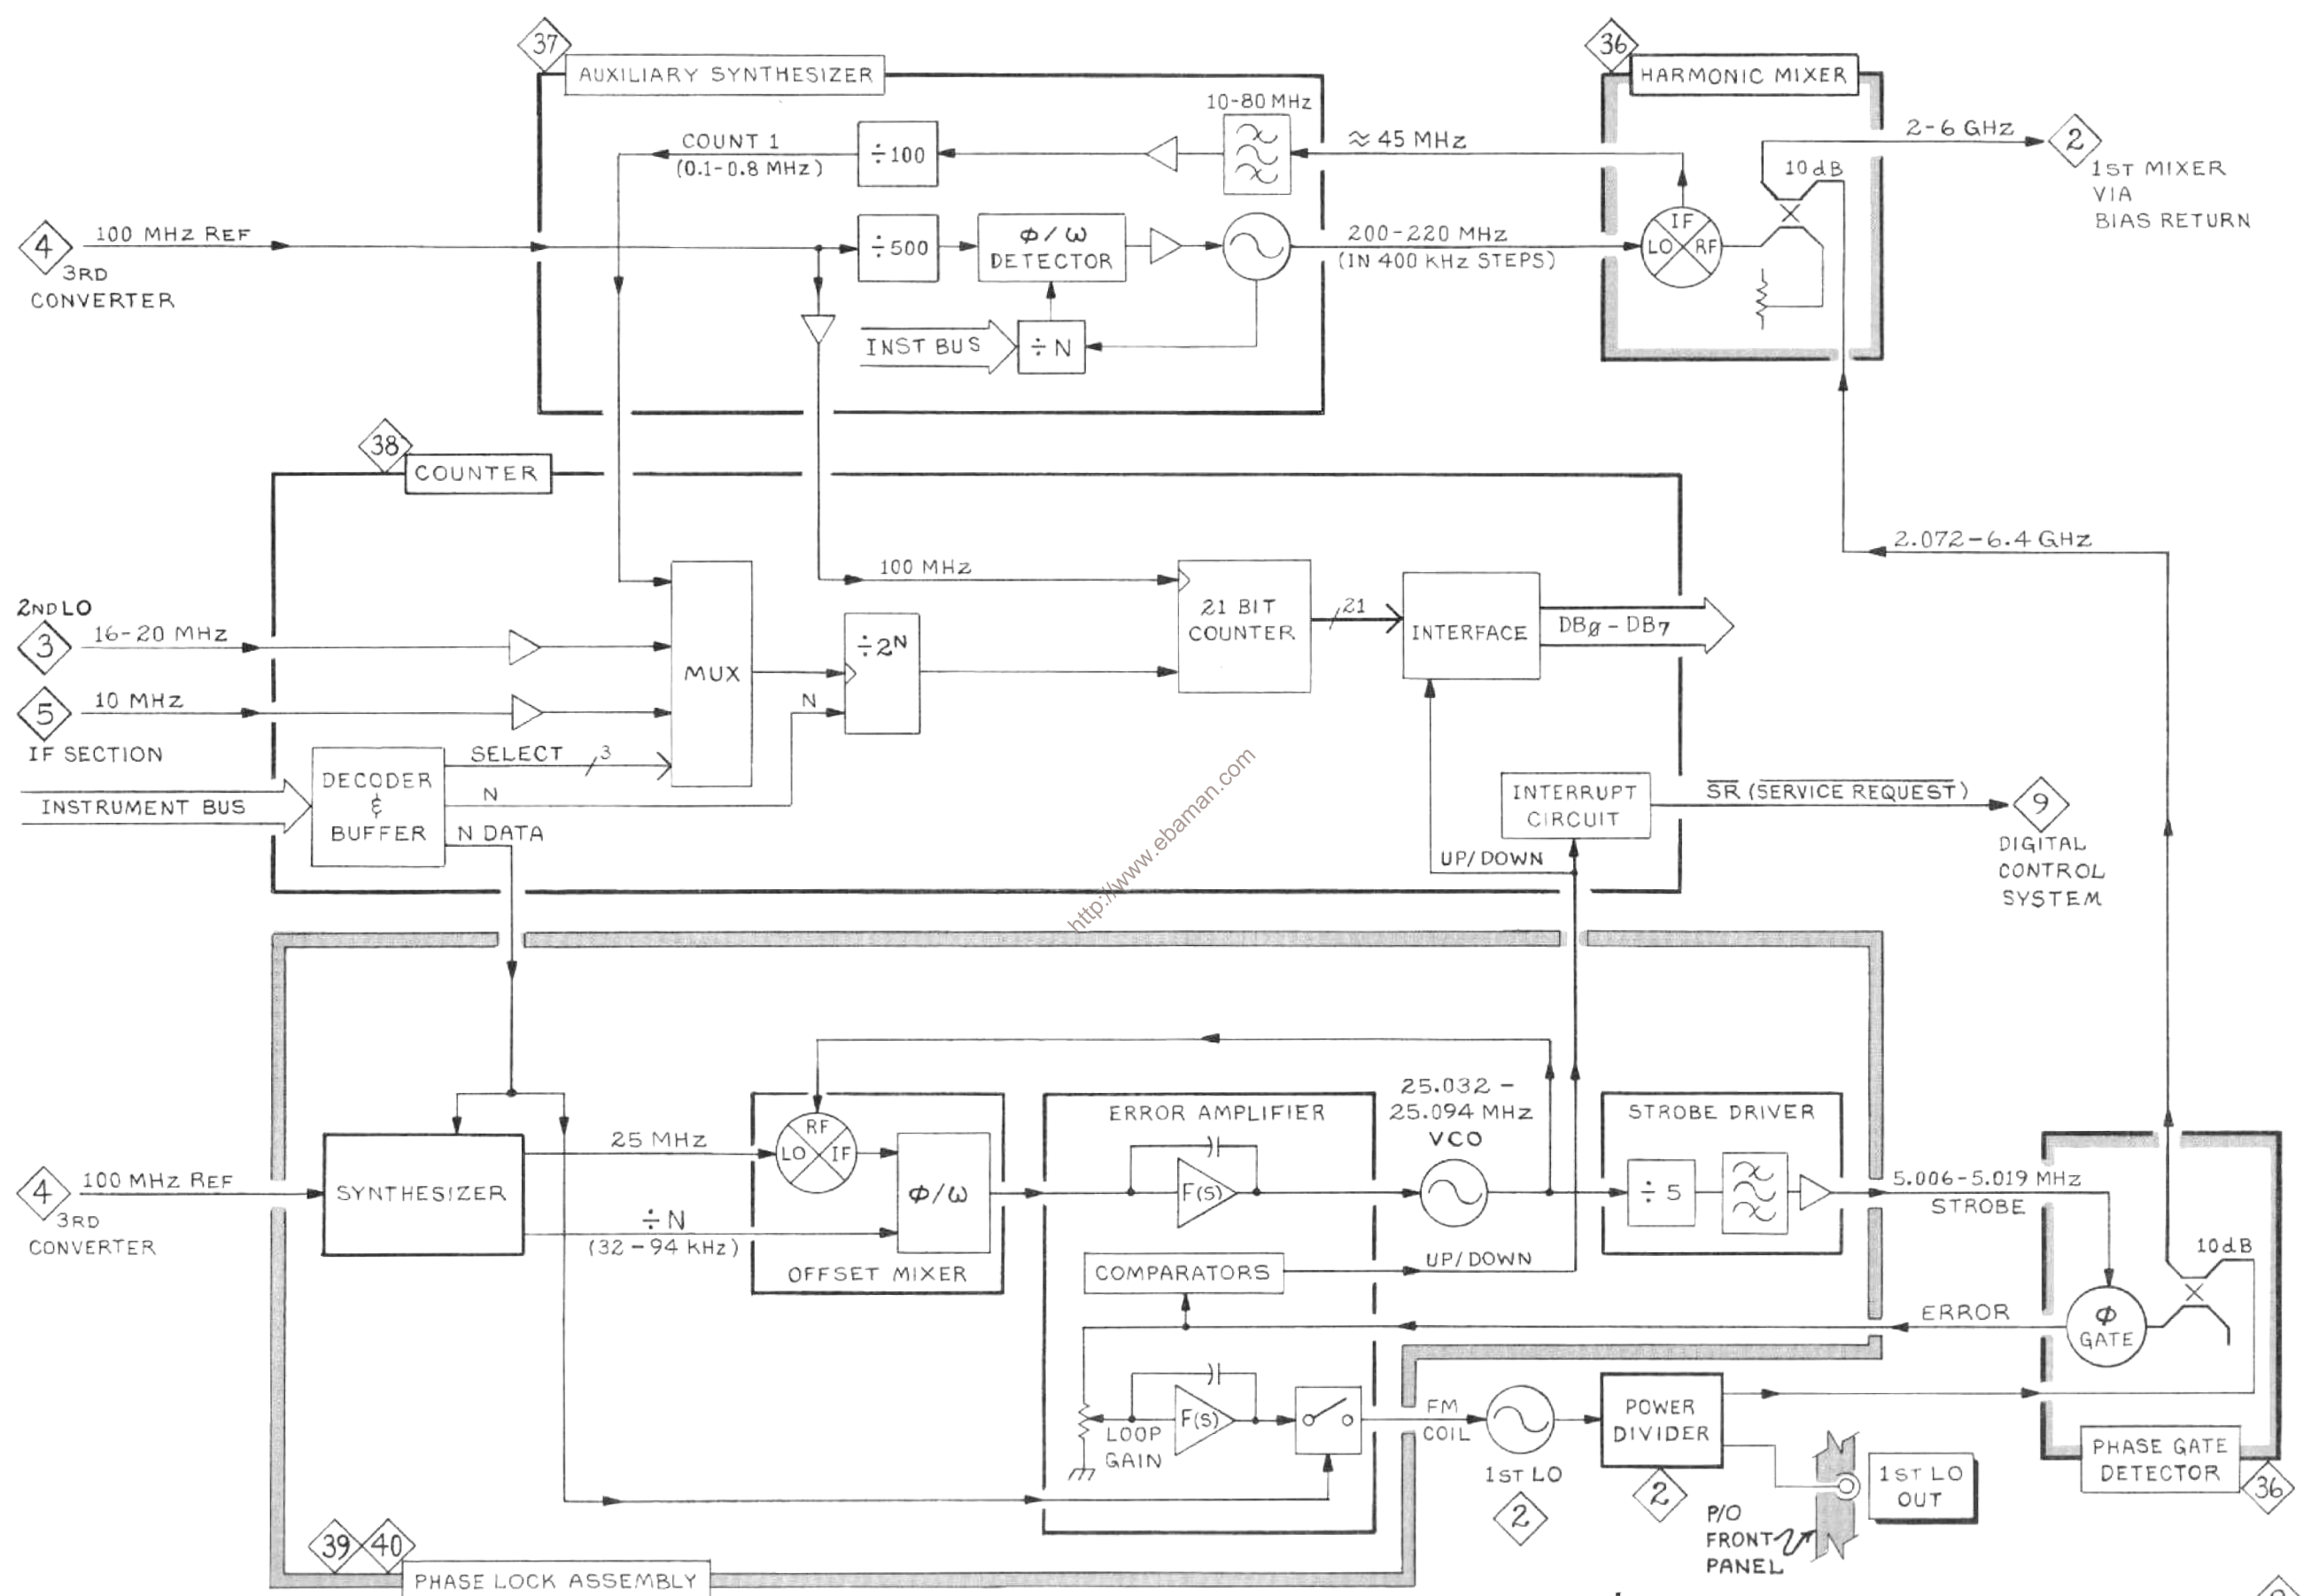 37
AUXILIARY SYNTHESIZER
10-80 MHz
COUNT 1
(0.1-0.8 MHz)
÷100
≈ 45 MHz
4
100 MHz REF
3RD
CONVERTER
÷500
ϕ/ω
DETECTOR
200-220 MHz
(IN 400 KHz STEPS)
INST BUS
÷N
36
HARMONIC MIXER
IF
LO
RF
10dB
2-6 GHz
2
1ST MIXER
VIA
BIAS RETURN
2.072-6.4 GHz
38
COUNTER
2ND LO
3
16-20 MHz
5
10 MHz
IF SECTION
INSTRUMENT BUS
DECODER
&
BUFFER
SELECT
3
N
N DATA
MUX
100 MHz
÷2ᴺ
N
21 BIT
COUNTER
21
INTERFACE
DBØ - DB7
INTERRUPT
CIRCUIT
UP/DOWN
SR (SERVICE REQUEST)
9
DIGITAL
CONTROL
SYSTEM
http://www.ebaman.com
4
100 MHz REF
3RD
CONVERTER
SYNTHESIZER
25 MHz
÷N
(32-94 KHz)
RF
LO
IF
ϕ/ω
OFFSET MIXER
ERROR AMPLIFIER
F(S)
COMPARATORS
UP/DOWN
25.032 -
25.094 MHz
VCO
STROBE DRIVER
÷ 5
5.006-5.019 MHz
STROBE
10dB
ϕ
GATE
ERROR
LOOP
GAIN
F(S)
FM
COIL
1ST LO
2
POWER
DIVIDER
2
P/O
FRONT
PANEL
1ST LO
OUT
PHASE GATE
DETECTOR
36
39
40
PHASE LOCK ASSEMBLY